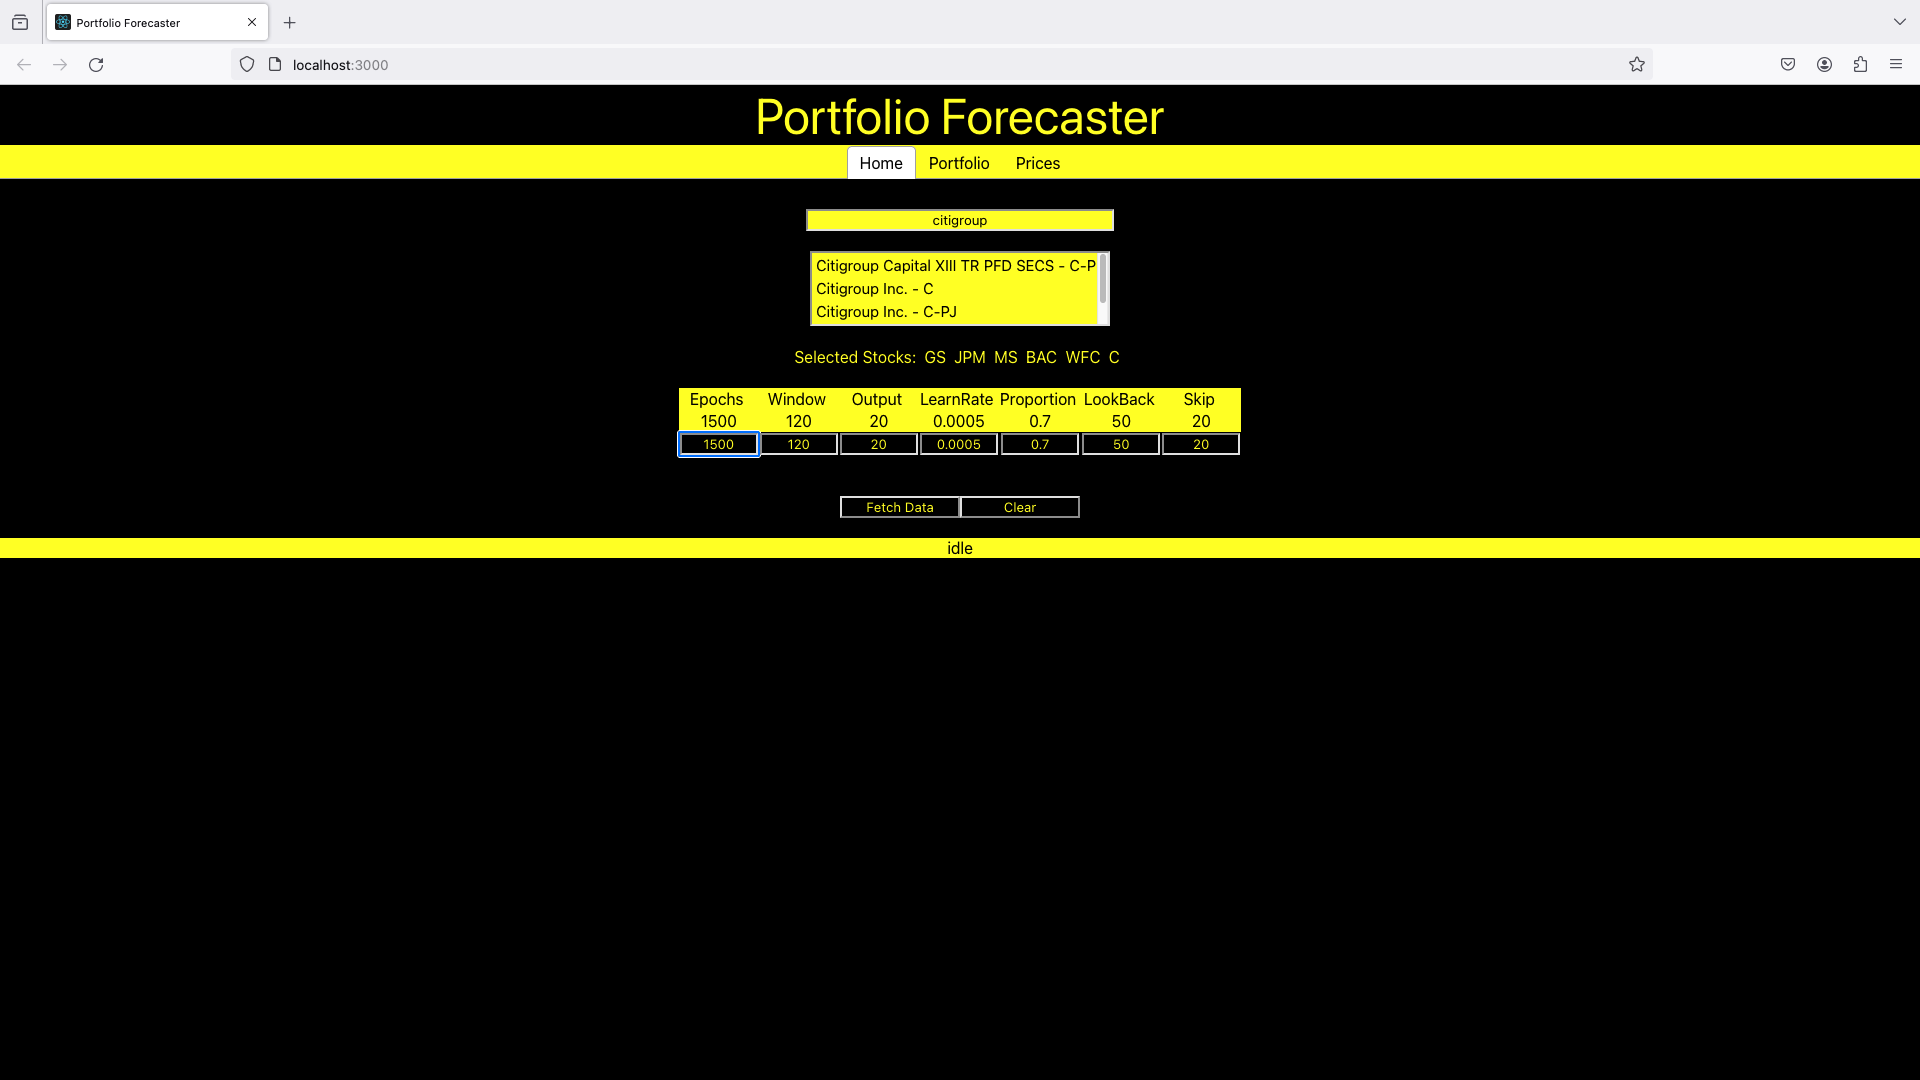 Portfolio Forecaster
localhost:3000
Portfolio Forecaster
Home Portfolio Prices
citigroup
Citigroup Capital XIII TR PFD SECS - C-P
Citigroup Inc. - C
Citigroup Inc. - C-PJ
Selected Stocks: GS JPM MS BAC WFC C
Epochs Window Output LearnRate Proportion LookBack Skip
1500 120 20 0.0005 0.7 50 20
1500 120 20 0.0005 0.7 50 20
Fetch Data Clear
idle